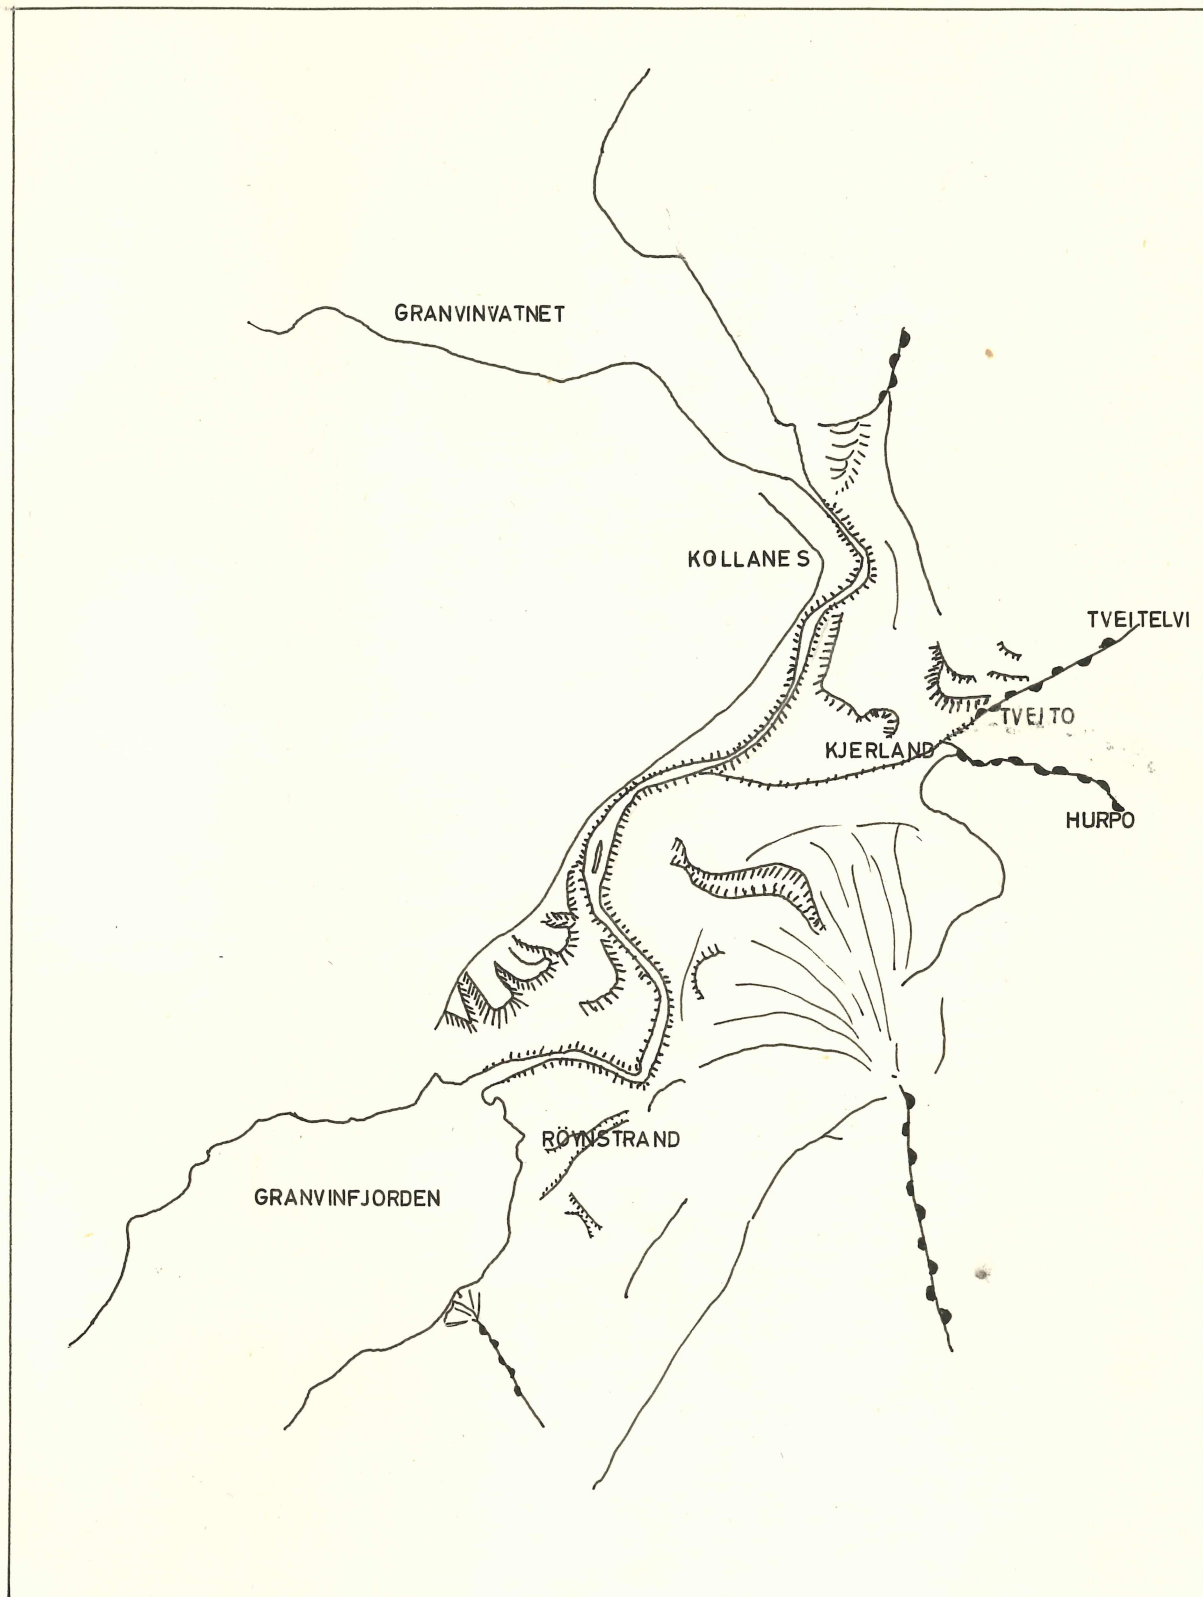 GRANVINVATNET
KOLLANES
TVEITELVI
TVEITO
KJERLAND
HURPO
RÖYNSTRAND
GRANVINFJORDEN